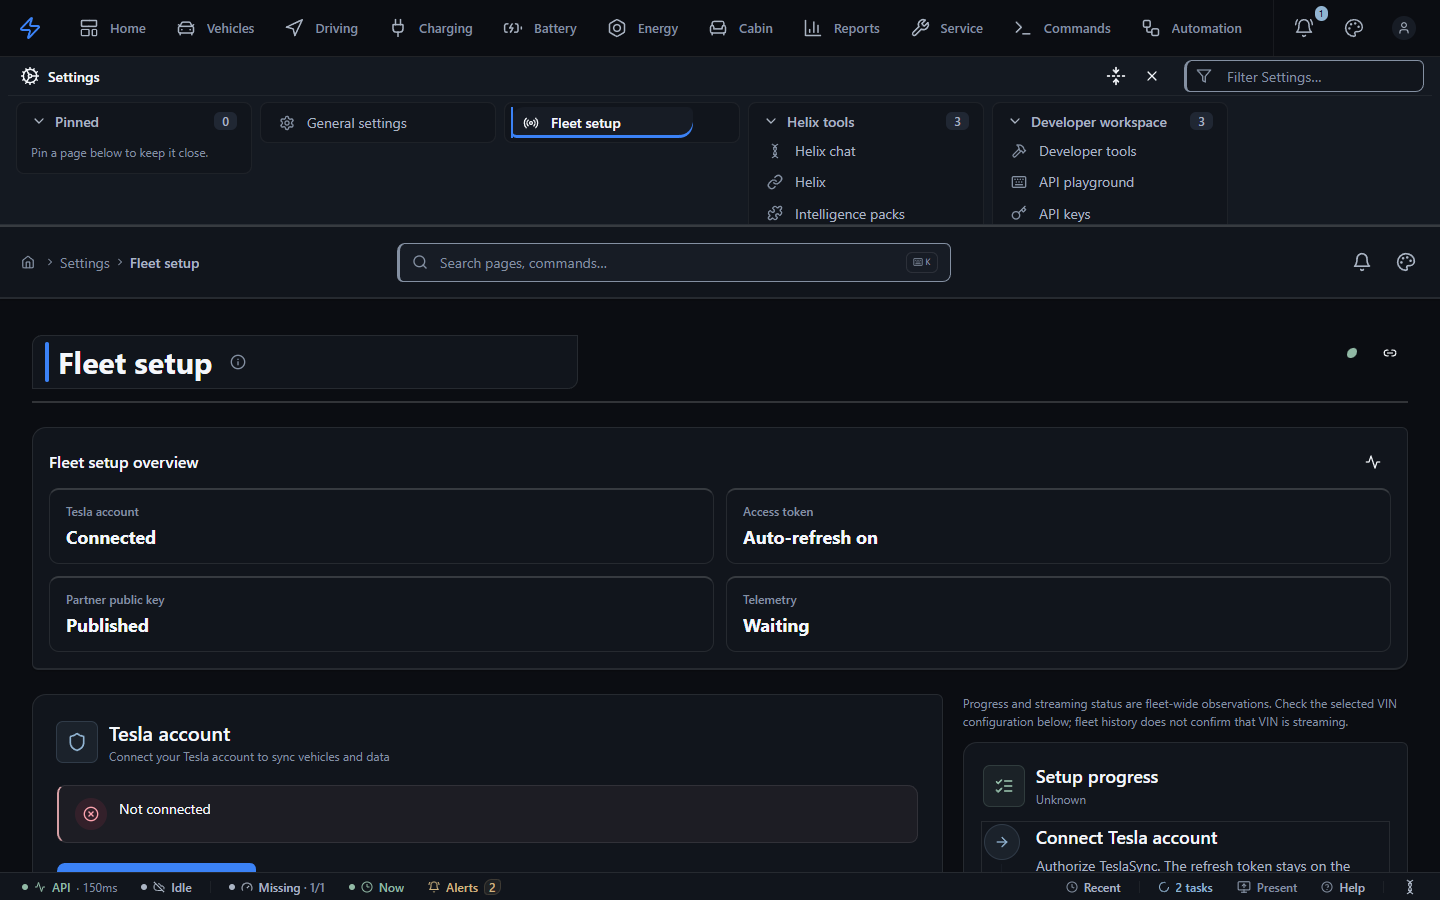 Home
Vehicles
Driving
Charging
Battery
Energy
Cabin
Reports
Service
Commands
Automation
1
Settings
Filter Settings...
Pinned
0
Pin a page below to keep it close.
General settings
Fleet setup
Helix tools
3
Helix chat
Helix
Intelligence packs
Developer workspace
3
Developer tools
API playground
API keys
Settings
Fleet setup
Search pages, commands...
K
Fleet setup
Fleet setup overview
Tesla account
Connected
Access token
Auto-refresh on
Partner public key
Published
Telemetry
Waiting
Tesla account
Connect your Tesla account to sync vehicles and data
Not connected
Progress and streaming status are fleet-wide observations. Check the selected VIN
configuration below; fleet history does not confirm that VIN is streaming.
Setup progress
Unknown
Connect Tesla account
Authorize TeslaSync. The refresh token stays on the
API · 150ms
Idle
Missing · 1/1
Now
Alerts 2
Recent
2 tasks
Present
Help